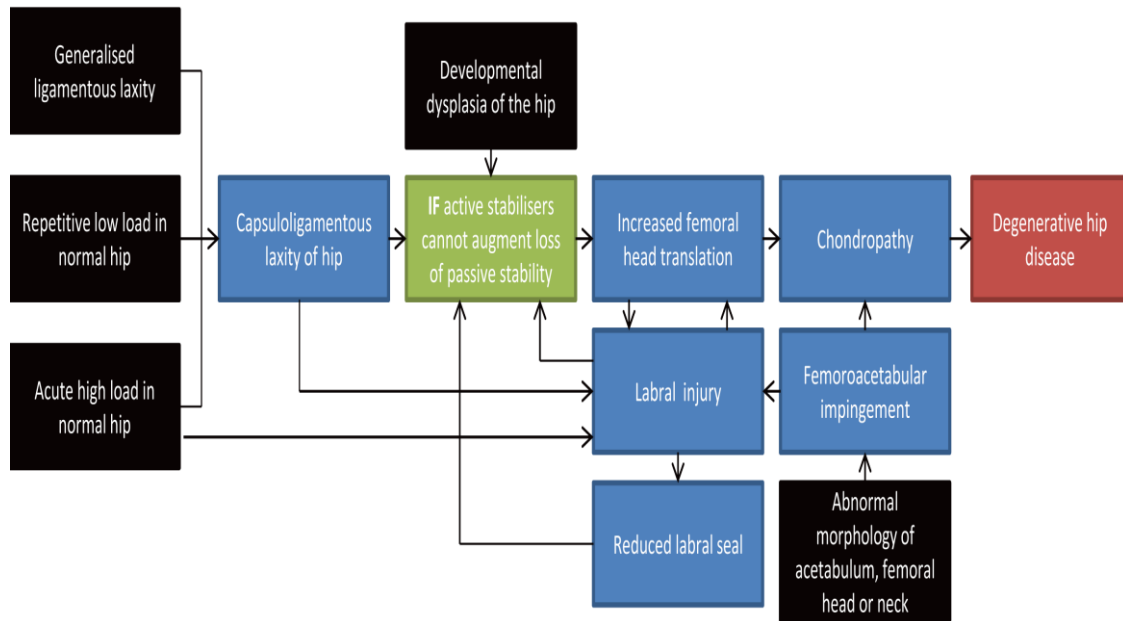 Generalised
ligamentous laxity
Developmental
dysplasia of the hip
Repetitive low load in
normal hip
Capsuloligamentous
laxity of hip
IF active stabilisers
cannot augment loss
of passive stability
Increased femoral
head translation
Chondropathy
Degenerative hip
disease
Acute high load in
normal hip
Labral injury
Femoroacetabular
impingement
Reduced labral seal
Abnormal
morphology of
acetabulum, femoral
head or neck